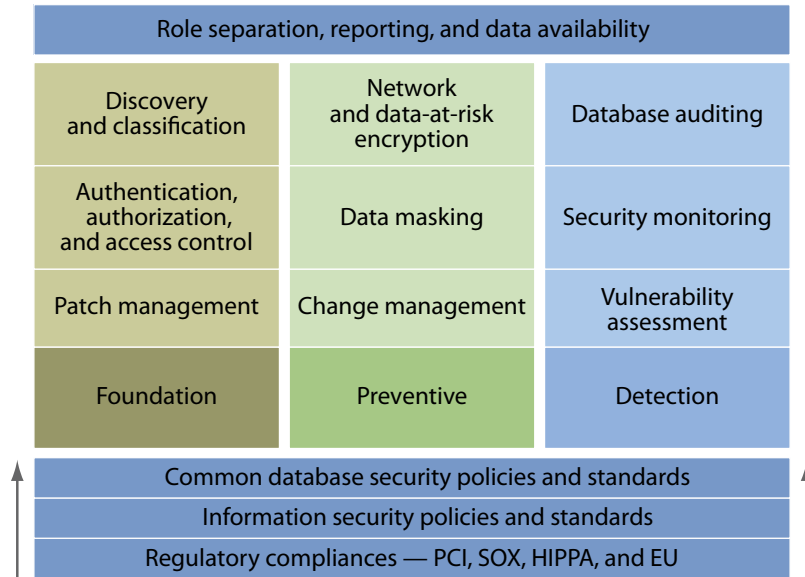 Role separation, reporting, and data availability
Discovery
and classification
Network
and data-at-risk
encryption
Database auditing
Authentication,
authorization,
and access control
Data masking
Security monitoring
Patch management
Change management
Vulnerability
assessment
Foundation
Preventive
Detection
Common database security policies and standards
Information security policies and standards
Regulatory compliances — PCI, SOX, HIPPA, and EU